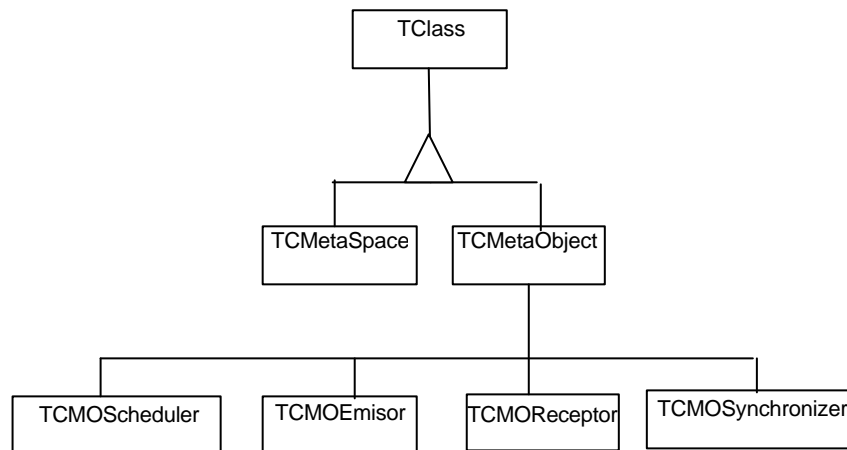 TClass
TCMetaSpace
TCMetaObject
TCMOScheduler
TCMOEmisor
TCMOReceptor
TCMOSynchronizer